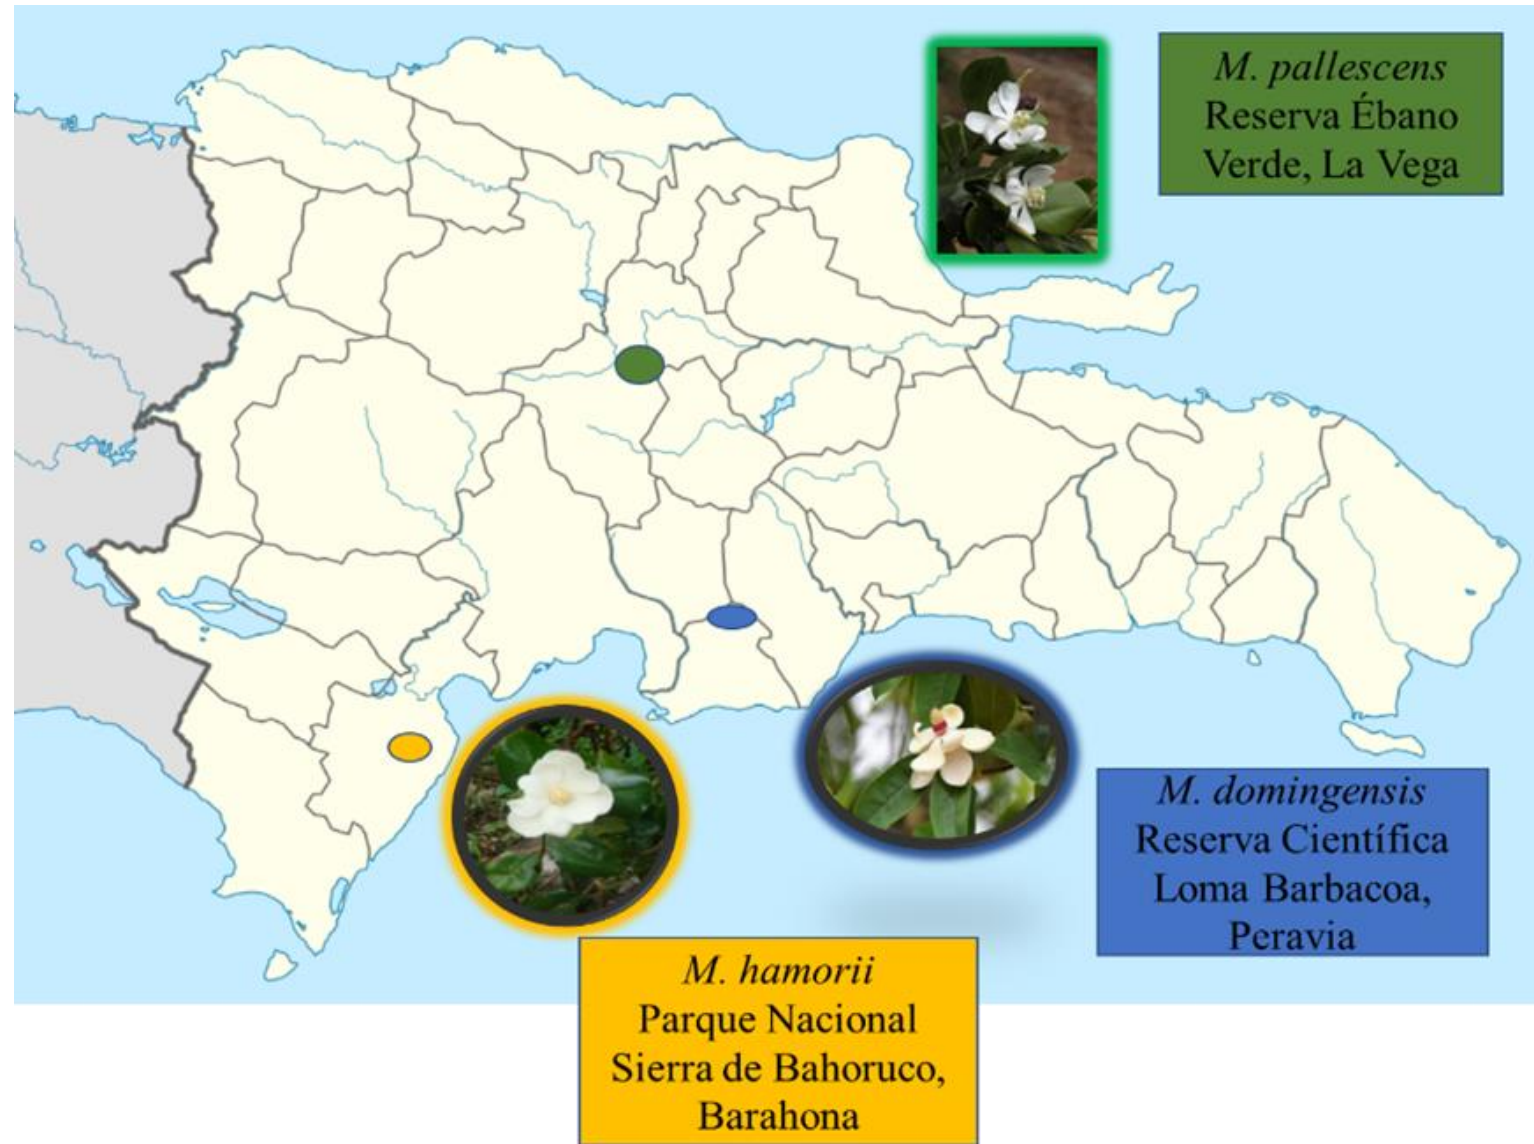 M. pallescens
Reserva Ébano
Verde, La Vega
M. domingensis
Reserva Científica
Loma Barbacoa,
Peravia
M. hamorii
Parque Nacional
Sierra de Bahoruco,
Barahona